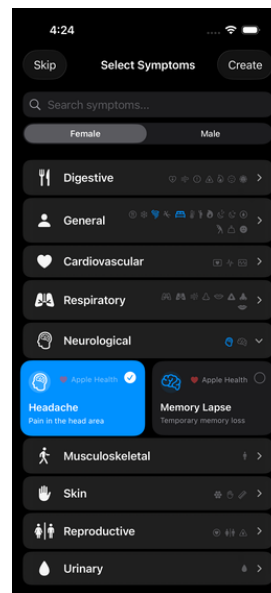 4:24
Skip
Select Symptoms
Create
Search symptoms...
Female
Male
Digestive
General
Cardiovascular
Respiratory
Neurological
Apple Health
Headache
Pain in the head area
Apple Health
Memory Lapse
Temporary memory loss
Musculoskeletal
Skin
Reproductive
Urinary